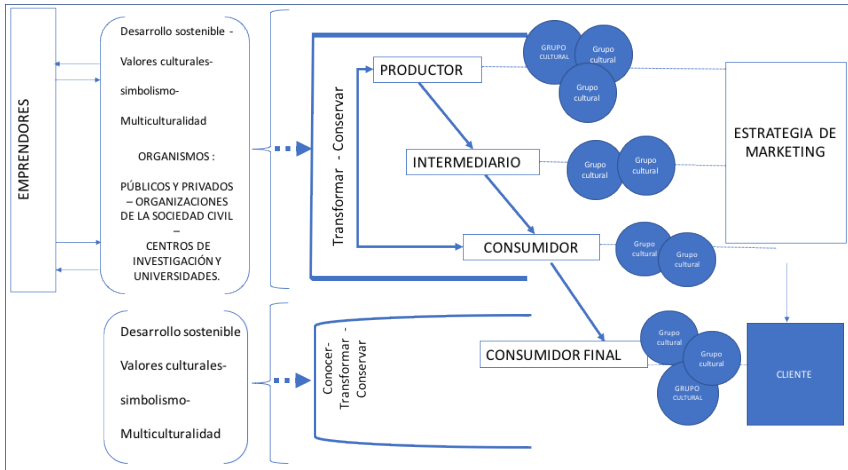 EMPRENDORES
Desarrollo sostenible -
Valores culturales-
simbolismo-
Multiculturalidad
ORGANISMOS :
PÚBLICOS Y PRIVADOS
– ORGANIZACIONES
DE LA SOCIEDAD CIVIL
–
CENTROS DE
INVESTIGACIÓN Y
UNIVERSIDADES.
Transformar - Conservar
PRODUCTOR
GRUPO
CULTURAL
Grupo
cultural
Grupo
cultural
INTERMEDIARIO
Grupo
cultural
Grupo
cultural
CONSUMIDOR
Grupo
cultural
Grupo
cultural
ESTRATEGIA DE
MARKETING
Desarrollo sostenible
Valores culturales-
simbolismo-
Multiculturalidad
Conocer-
Transformar -
Conservar
CONSUMIDOR FINAL
Grupo
cultural
Grupo
cultural
GRUPO
CULTURAL
CLIENTE